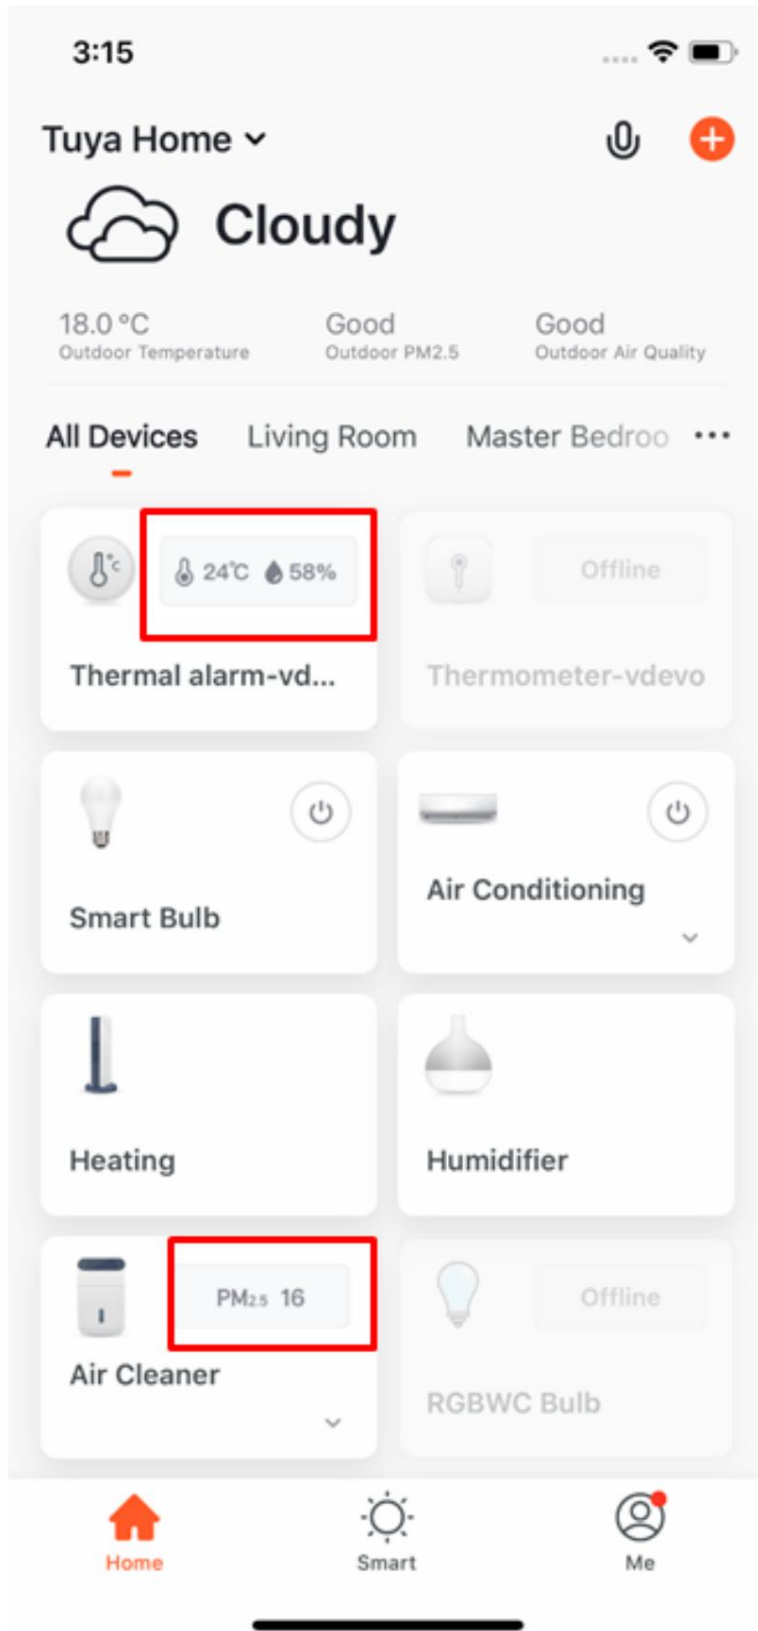 3:15
Tuya Home
Cloudy
18.0 °C
Outdoor Temperature
Good
Outdoor PM2.5
Good
Outdoor Air Quality
All Devices
Living Room
Master Bedroo
°c
24℃ 58%
Thermal alarm-vd...
Offline
Thermometer-vdevo
Smart Bulb
Air Conditioning
Heating
Humidifier
PM2.5 16
Air Cleaner
Offline
RGBWC Bulb
Home
Smart
Me